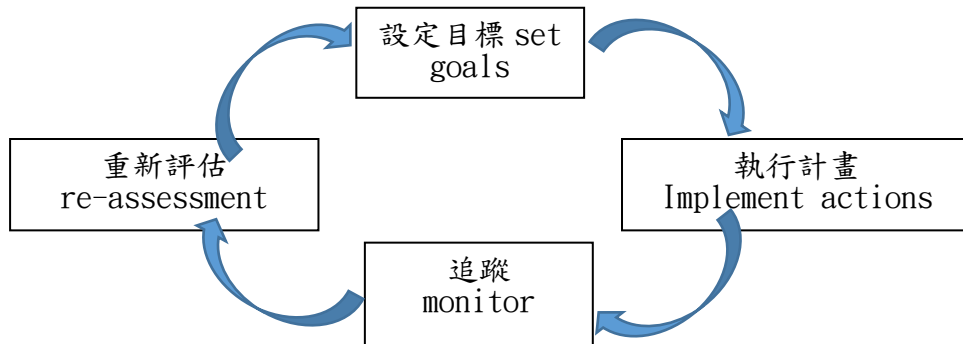 設定目標 set
goals
重新評估
re-assessment
執行計畫
Implement actions
追蹤
monitor